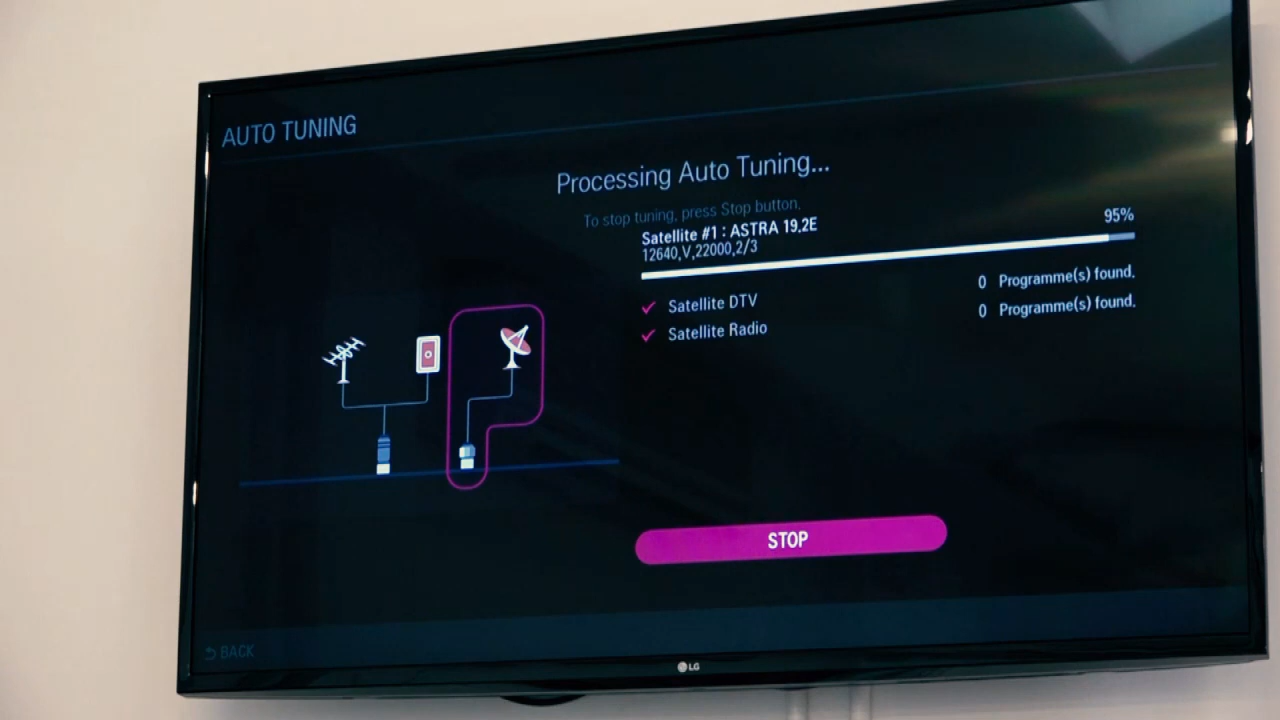 AUTO TUNING
Processing Auto Tuning...
To stop tuning, press Stop button.
Satellite #1 : ASTRA 19.2E
95%
12640,V,22000,2/3
Satellite DTV
0 Programme(s) found.
Satellite Radio
0 Programme(s) found.
STOP
BACK
LG